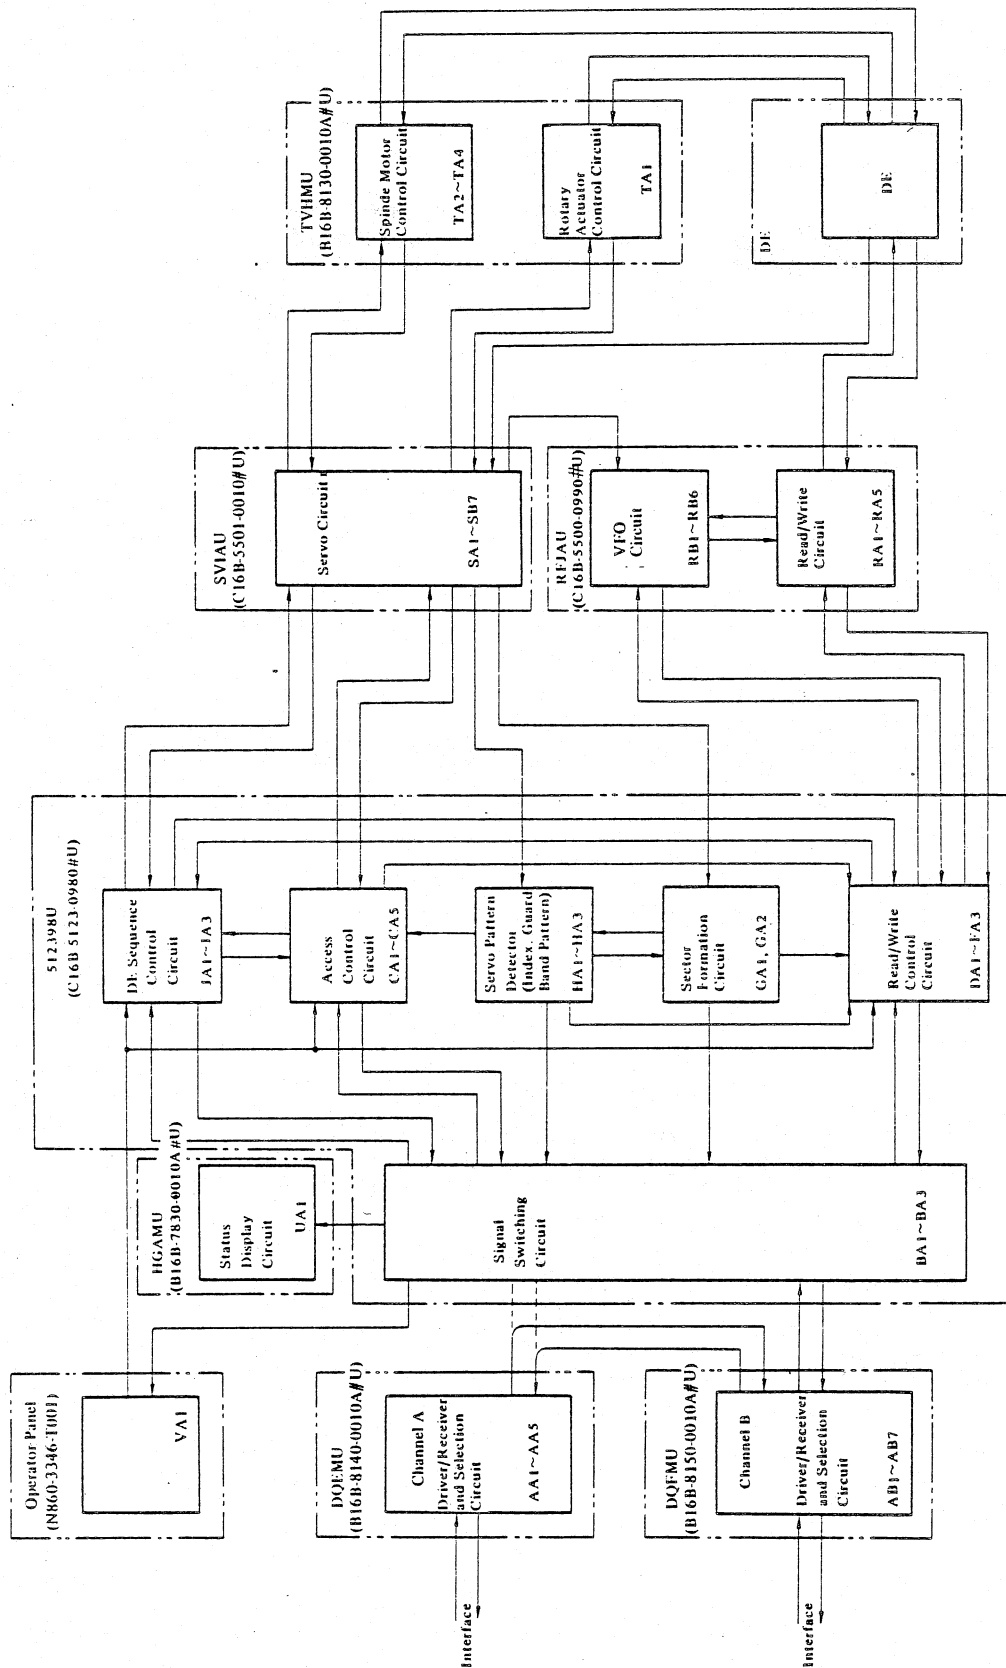 Operator Panel
(N860-3346-T001)
VA1
HGAMU
(B16B-7830-0010A#U)
Status
Display
Circuit
UA1
DQEMU
(B16B-8140-0010A#U)
Channel A
Driver/Receiver
and Selection
Circuit
AA1~AA5
Interface
DQFMU
(B16B-8150-0010A#U)
Channel B
Driver/Receiver
and Selection
Circuit
AB1~AB7
Interface
Signal
Switching
Circuit
BA1~BA3
512398U
(C16B 5123-0980#U)
DE Sequence
Control
Circuit
JA1~JA3
Access
Control
Circuit
CA1~CA5
Servo Pattern
Detector
(Index, Guard
Band Pattern)
HA1~HA3
Sector
Formation
Circuit
GA1, GA2
Read/Write
Control
Circuit
DA1~FA3
SVIAU
(C16B-5501-0010#U)
Servo Circuit
SA1~SB7
RFJAU
(C16B-5500-0990#U)
VFO
Circuit
RB1~RB6
Read/Write
Circuit
RA1~RA5
TVHMU
(B16B-8130-0010A#U)
Spinde Motor
Control Circuit
TA2~TA4
Rotary
Actuator
Control Circuit
TA1
DE
DE